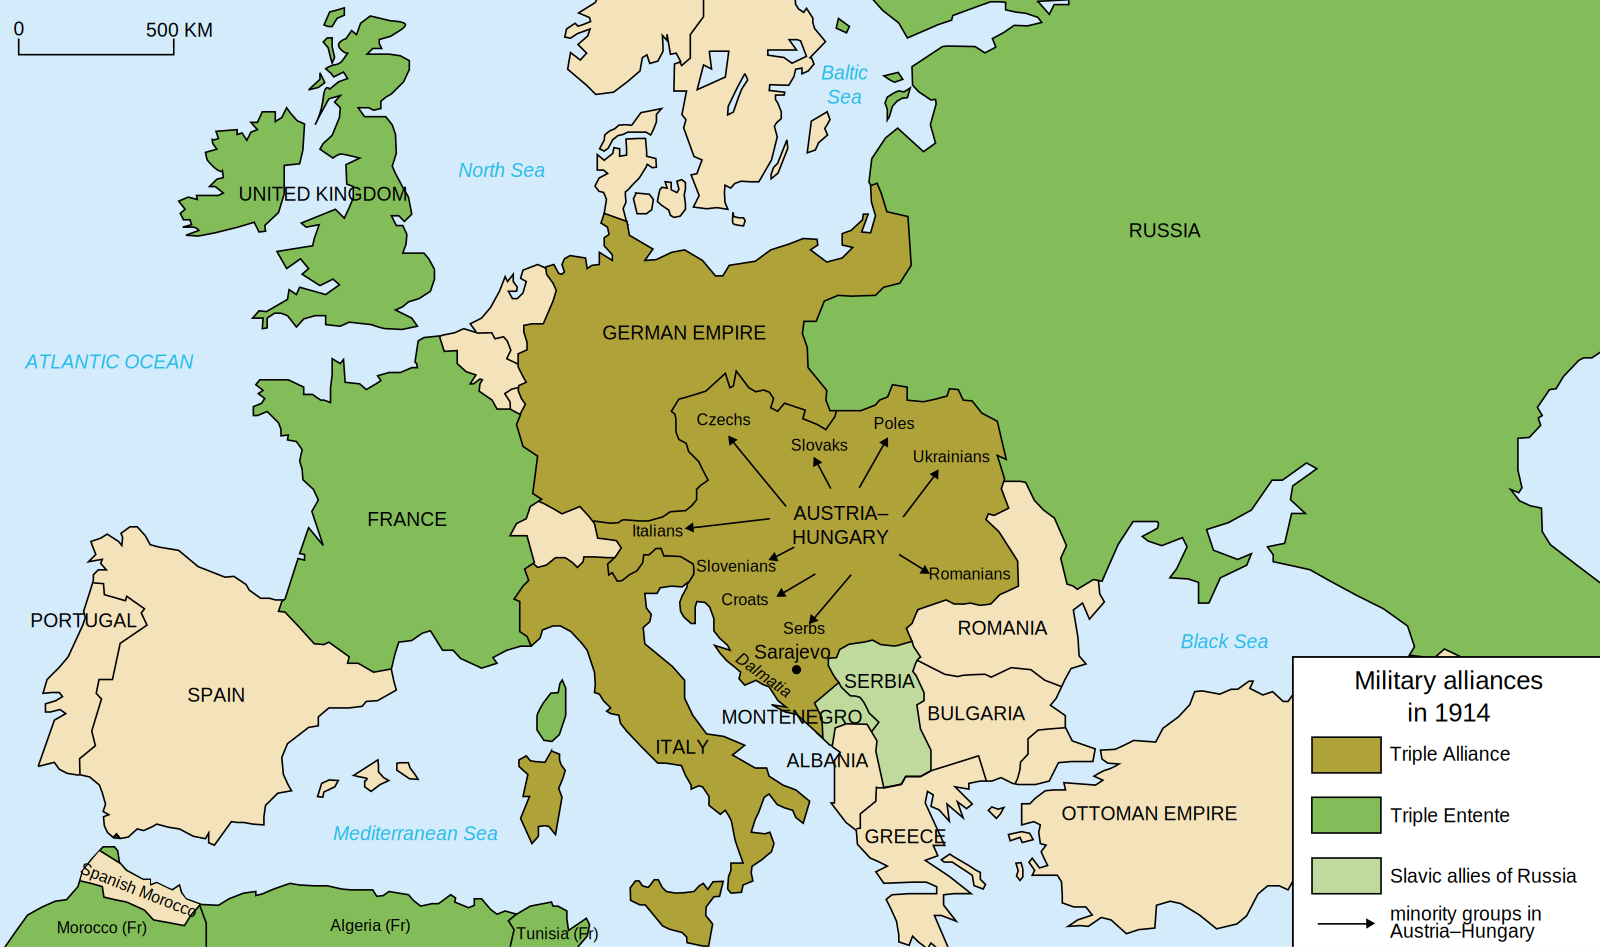 0
500 KM
Baltic
Sea
North Sea
UNITED KINGDOM
RUSSIA
ATLANTIC OCEAN
GERMAN EMPIRE
Czechs
Poles
Slovaks
Ukrainians
FRANCE
AUSTRIA–
HUNGARY
Italians
Slovenians
Romanians
Croats
Serbs
PORTUGAL
ROMANIA
Black Sea
Sarajevo
Dalmatia
SERBIA
SPAIN
MONTENEGRO
BULGARIA
ITALY
ALBANIA
OTTOMAN EMPIRE
Mediterranean Sea
GREECE
Spanish Morocco
Morocco (Fr)
Algeria (Fr)
Tunisia (Fr)
Military alliances
in 1914
Triple Alliance
Triple Entente
Slavic allies of Russia
minority groups in
Austria–Hungary